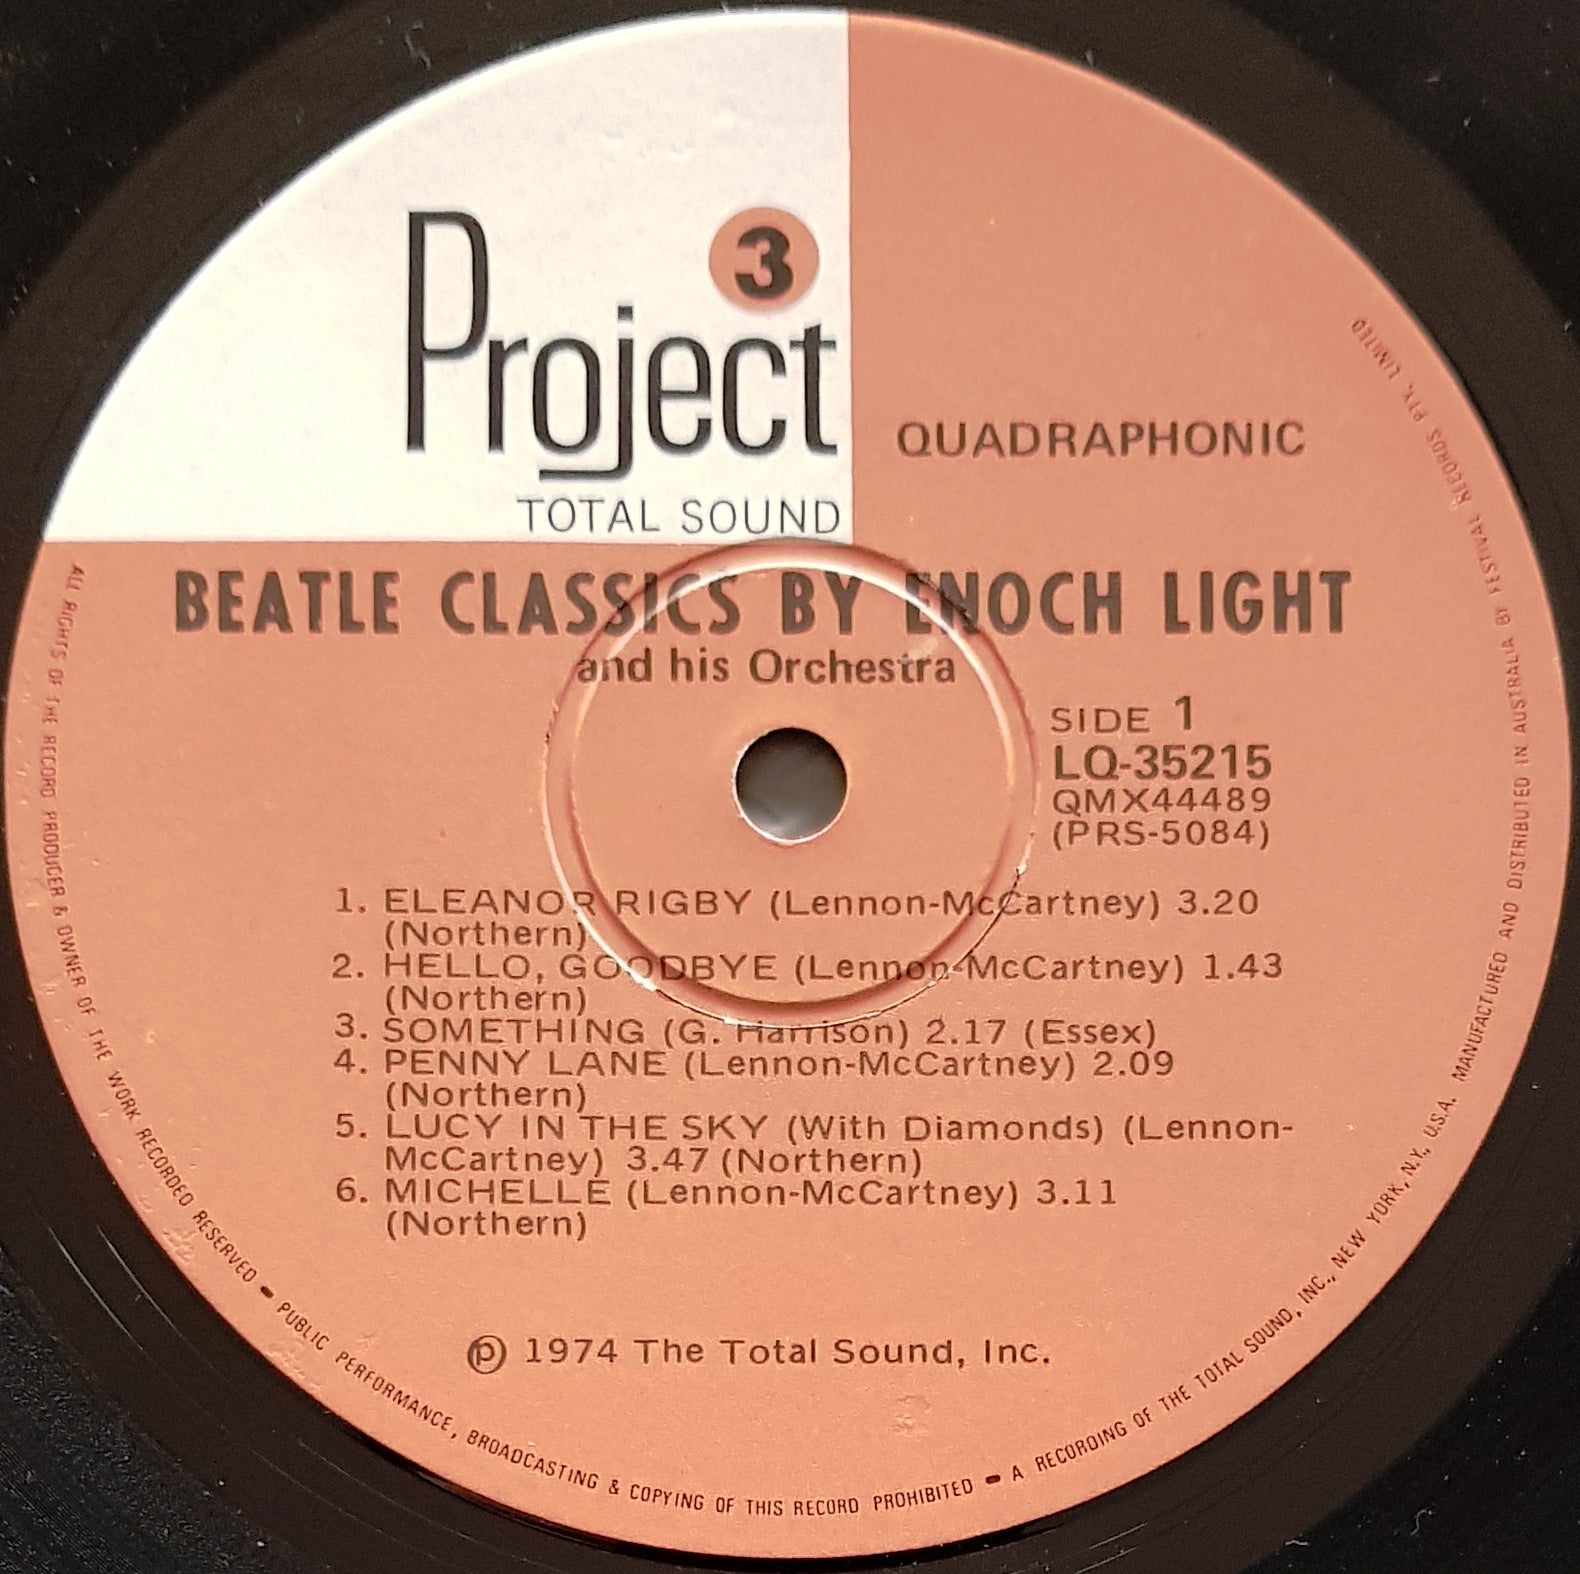 3
Project
TOTAL SOUND
QUADRAPHONIC
BEATLE CLASSICS BY ENOCH LIGHT
and his Orchestra
SIDE 1
LQ-35215
QMX44489
(PRS-5084)
1. ELEANOR RIGBY (Lennon-McCartney) 3.20
(Northern)
2. HELLO, GOODBYE (Lennon-McCartney) 1.43
(Northern)
3. SOMETHING (G. Harrison) 2.17 (Essex)
4. PENNY LANE (Lennon-McCartney) 2.09
(Northern)
5. LUCY IN THE SKY (With Diamonds) (Lennon-
McCartney) 3.47 (Northern)
6. MICHELLE (Lennon-McCartney) 3.11
(Northern)
℗ 1974 The Total Sound, Inc.
ALL RIGHTS OF THE RECORD PRODUCER & OWNER OF THE WORK RECORDED RESERVED - PUBLIC PERFORMANCE, BROADCASTING & COPYING OF THIS RECORD PROHIBITED - A RECORDING OF THE TOTAL SOUND, INC., NEW YORK, N.Y., U.S.A. MANUFACTURED AND DISTRIBUTED IN AUSTRALIA BY FESTIVAL RECORDS PTY. LIMITED